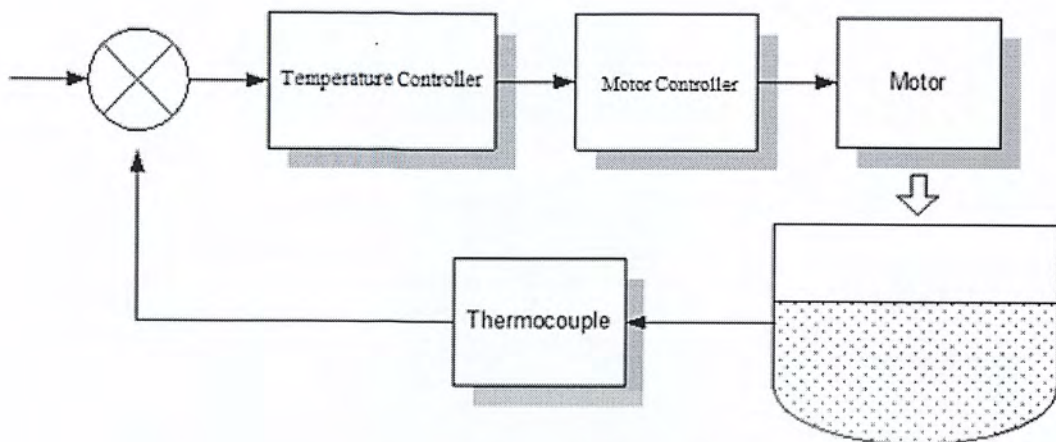 Temperature Controller
Motor Controller
Motor
Thermocouple